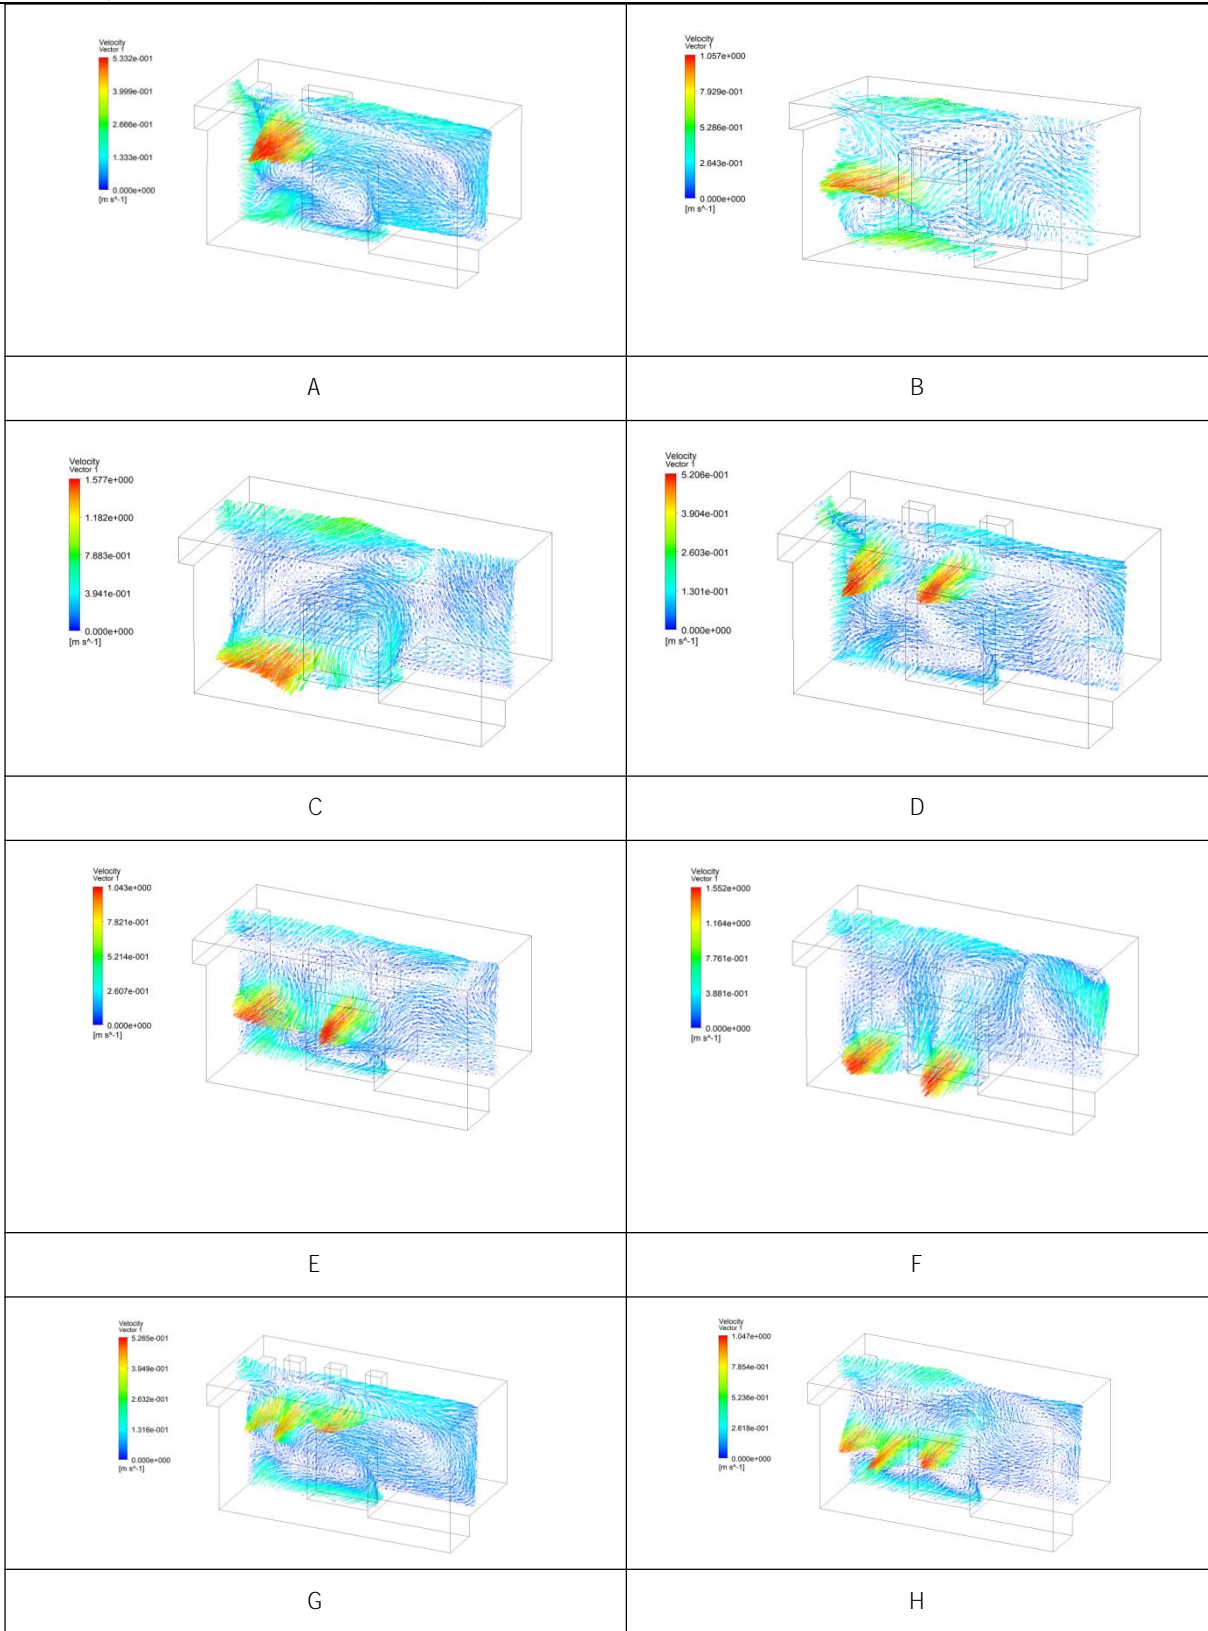 Velocity
Vector 1
5.332e-001
3.999e-001
2.666e-001
1.333e-001
0.000e+000
[m s^-1]
Velocity
Vector 1
1.057e+000
7.929e-001
5.286e-001
2.643e-001
0.000e+000
[m s^-1]
A
B
Velocity
Vector 1
1.577e+000
1.182e+000
7.883e-001
3.941e-001
0.000e+000
[m s^-1]
Velocity
Vector 1
5.206e-001
3.904e-001
2.603e-001
1.301e-001
0.000e+000
[m s^-1]
C
D
Velocity
Vector 1
1.043e+000
7.821e-001
5.214e-001
2.607e-001
0.000e+000
[m s^-1]
Velocity
Vector 1
1.552e+000
1.164e+000
7.761e-001
3.881e-001
0.000e+000
[m s^-1]
E
F
Velocity
Vector 1
5.265e-001
3.949e-001
2.632e-001
1.316e-001
0.000e+000
[m s^-1]
Velocity
Vector 1
1.047e+000
7.854e-001
5.236e-001
2.618e-001
0.000e+000
[m s^-1]
G
H